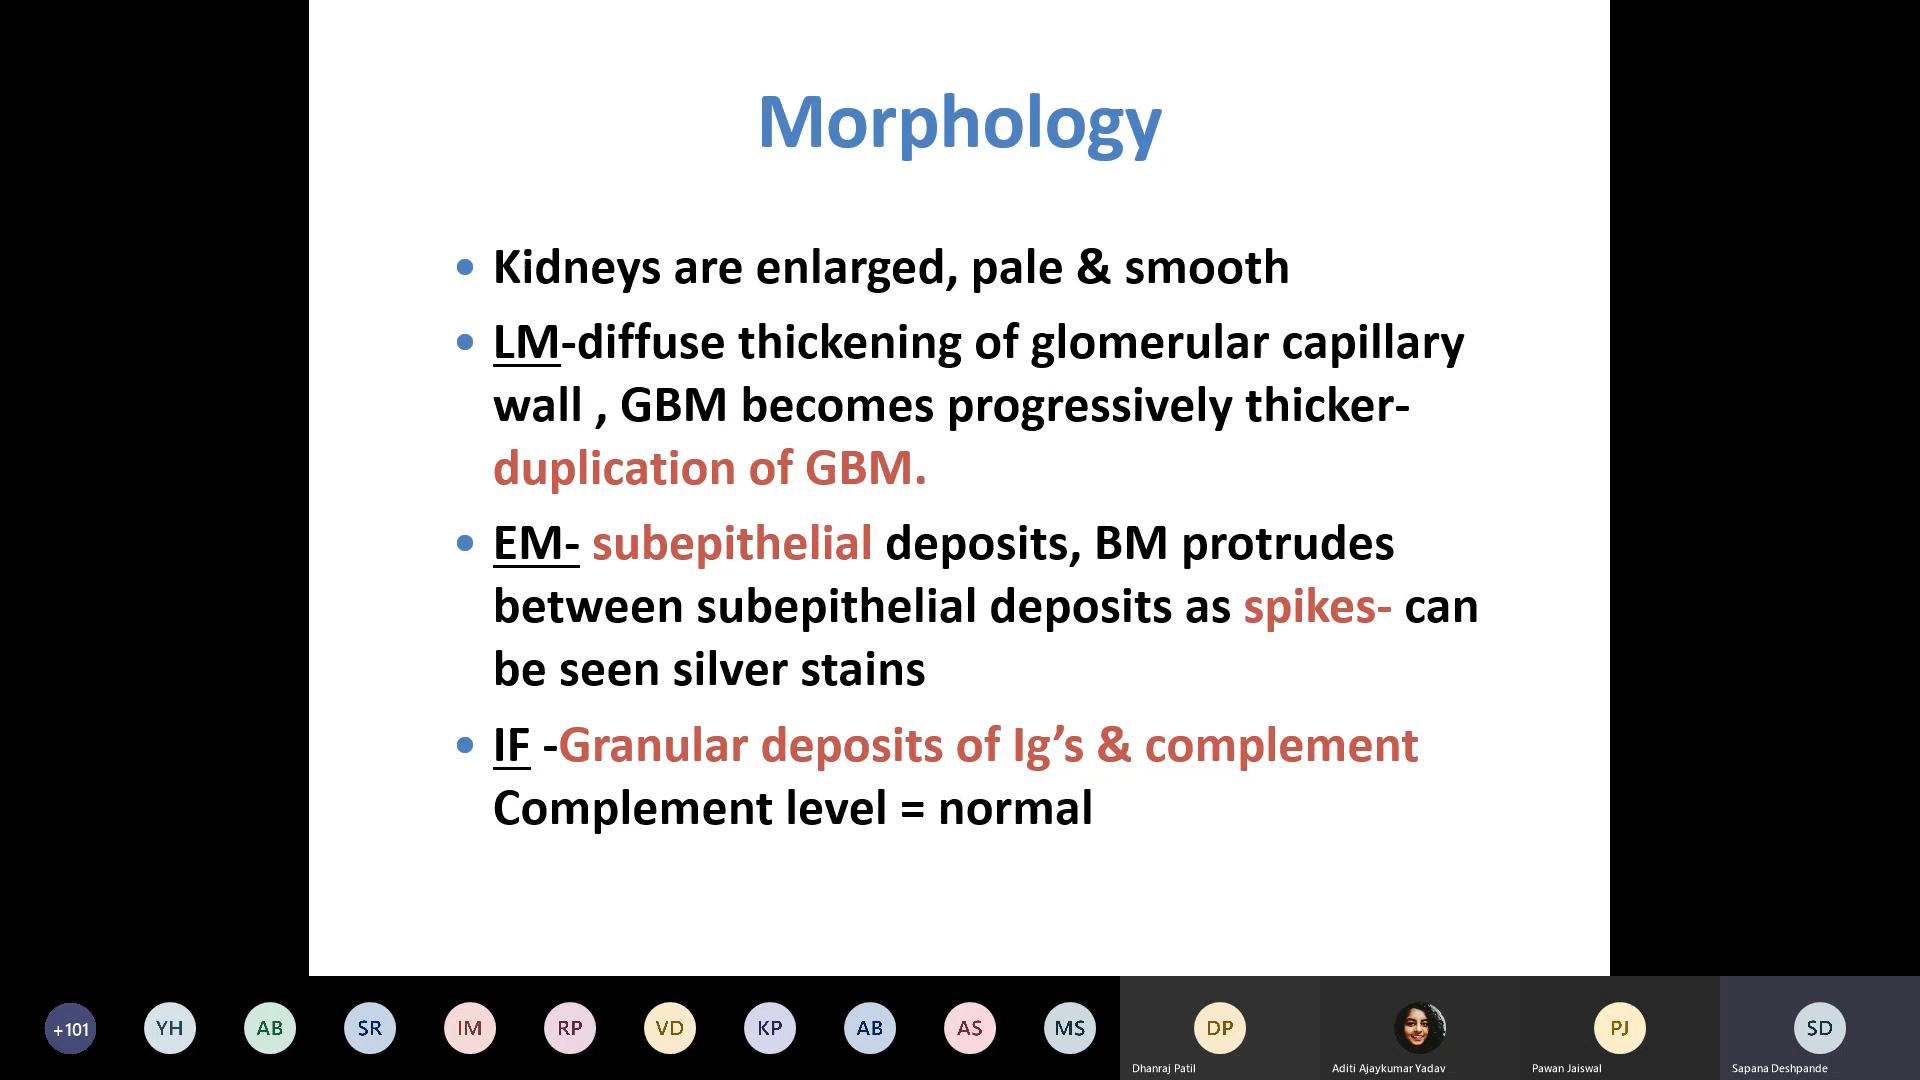 Morphology
• Kidneys are enlarged, pale & smooth
• LM-diffuse thickening of glomerular capillary
wall , GBM becomes progressively thicker-
duplication of GBM.
• EM- subepithelial deposits, BM protrudes
between subepithelial deposits as spikes- can
be seen silver stains
• IF -Granular deposits of Ig’s & complement
Complement level = normal
+101 YH AB SR IM RP VD KP AB AS MS DP PJ SD
Dhanraj Patil Aditi Ajaykumar Yadav Pawan Jaiswal Sapana Deshpande